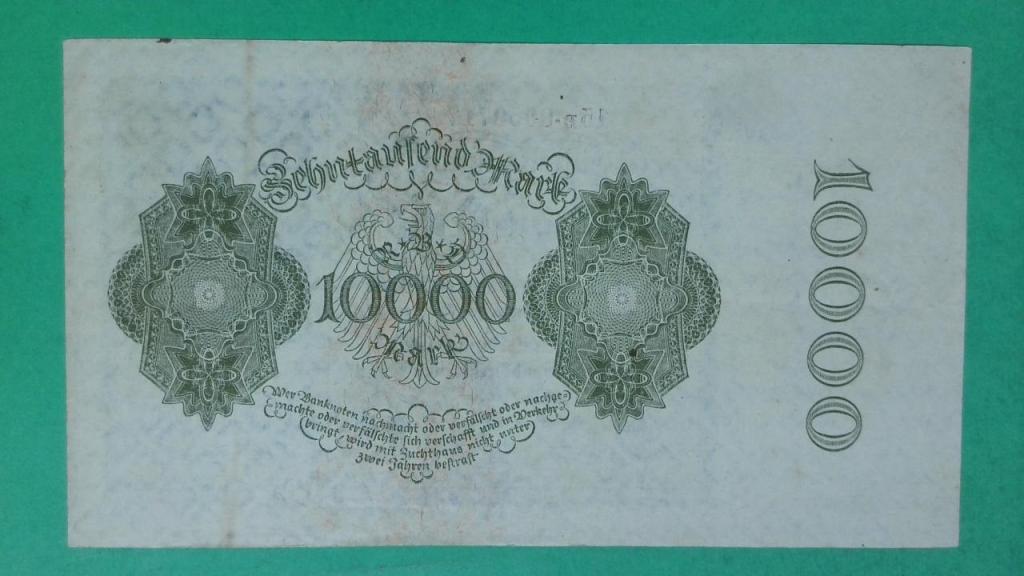 Zehntausend Mark
10000
Mark
Wer Banknoten nachmacht oder verfälscht oder nachge-
machte oder verfälschte sich verschafft und in Verkehr
bringt, wird mit Zuchthaus nicht unter
zwei Jahren bestraft
10000